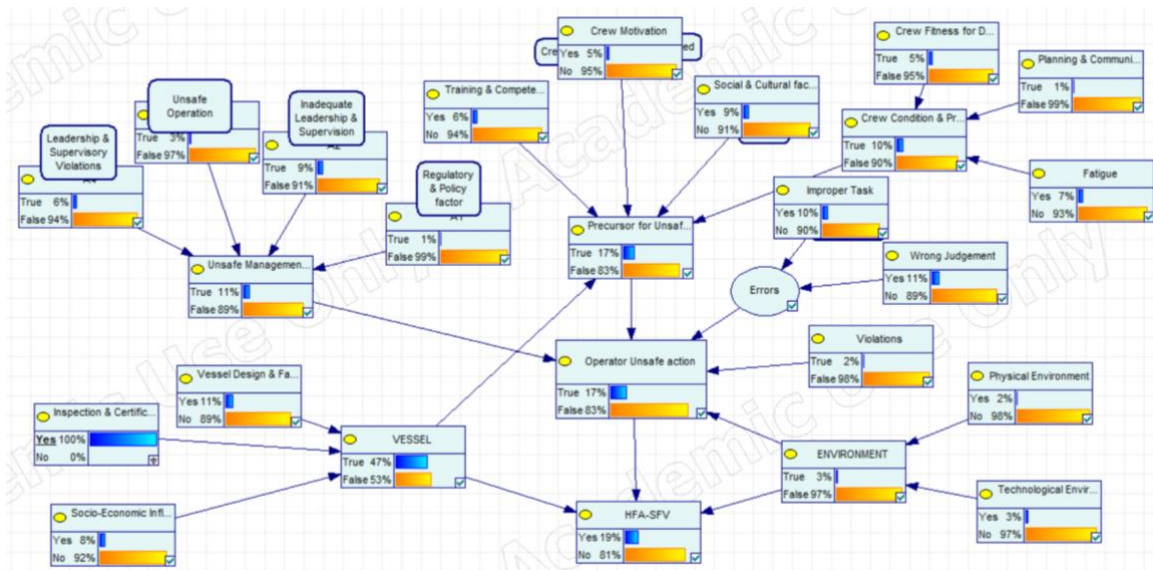 Crew Motivation
Yes 5%
No 95%
Crew Fitness for D...
True 5%
False 95%
Planning & Communi...
True 1%
False 99%
Training & Compete...
Yes 6%
No 94%
Social & Cultural fac...
Yes 9%
No 91%
Crew Condition & Pr...
True 10%
False 90%
Fatigue
Yes 7%
No 93%
Unsafe
Operation
True 3%
False 97%
Inadequate
Leadership &
Supervision
A2
True 9%
False 91%
Leadership &
Supervisory
Violations
True 6%
False 94%
Regulatory
& Policy
factor
A1
True 1%
False 99%
Improper Task
Yes 10%
No 90%
Precursor for Unsaf...
True 17%
False 83%
Wrong Judgement
Yes 11%
No 89%
Errors
Unsafe Managemen...
True 11%
False 89%
Operator Unsafe action
True 17%
False 83%
Violations
True 2%
False 98%
Physical Environment
Yes 2%
No 98%
Vessel Design & Fa...
Yes 11%
No 89%
Inspection & Certific...
Yes 100%
No 0%
VESSEL
True 47%
False 53%
ENVIRONMENT
True 3%
False 97%
Technological Envir...
Yes 3%
No 97%
Socio-Economic Infl...
Yes 8%
No 92%
HFA-SFV
Yes 19%
No 81%
Academic Use Only